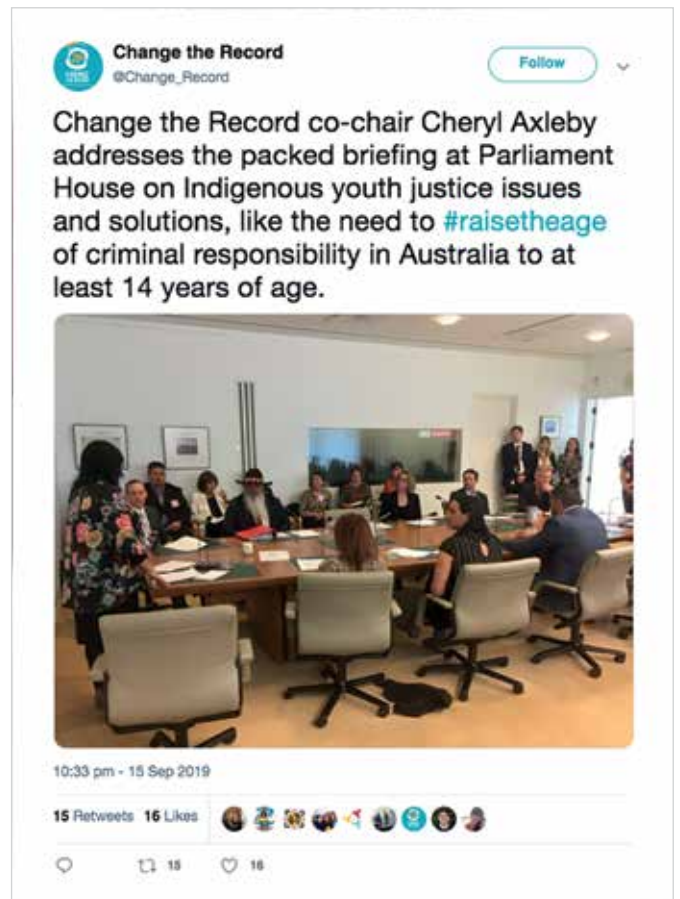 Change the Record
@Change_Record
Follow
Change the Record co-chair Cheryl Axleby
addresses the packed briefing at Parliament
House on Indigenous youth justice issues
and solutions, like the need to #raisetheage
of criminal responsibility in Australia to at
least 14 years of age.
10:33 pm - 15 Sep 2019
15 Retweets 16 Likes
15 16